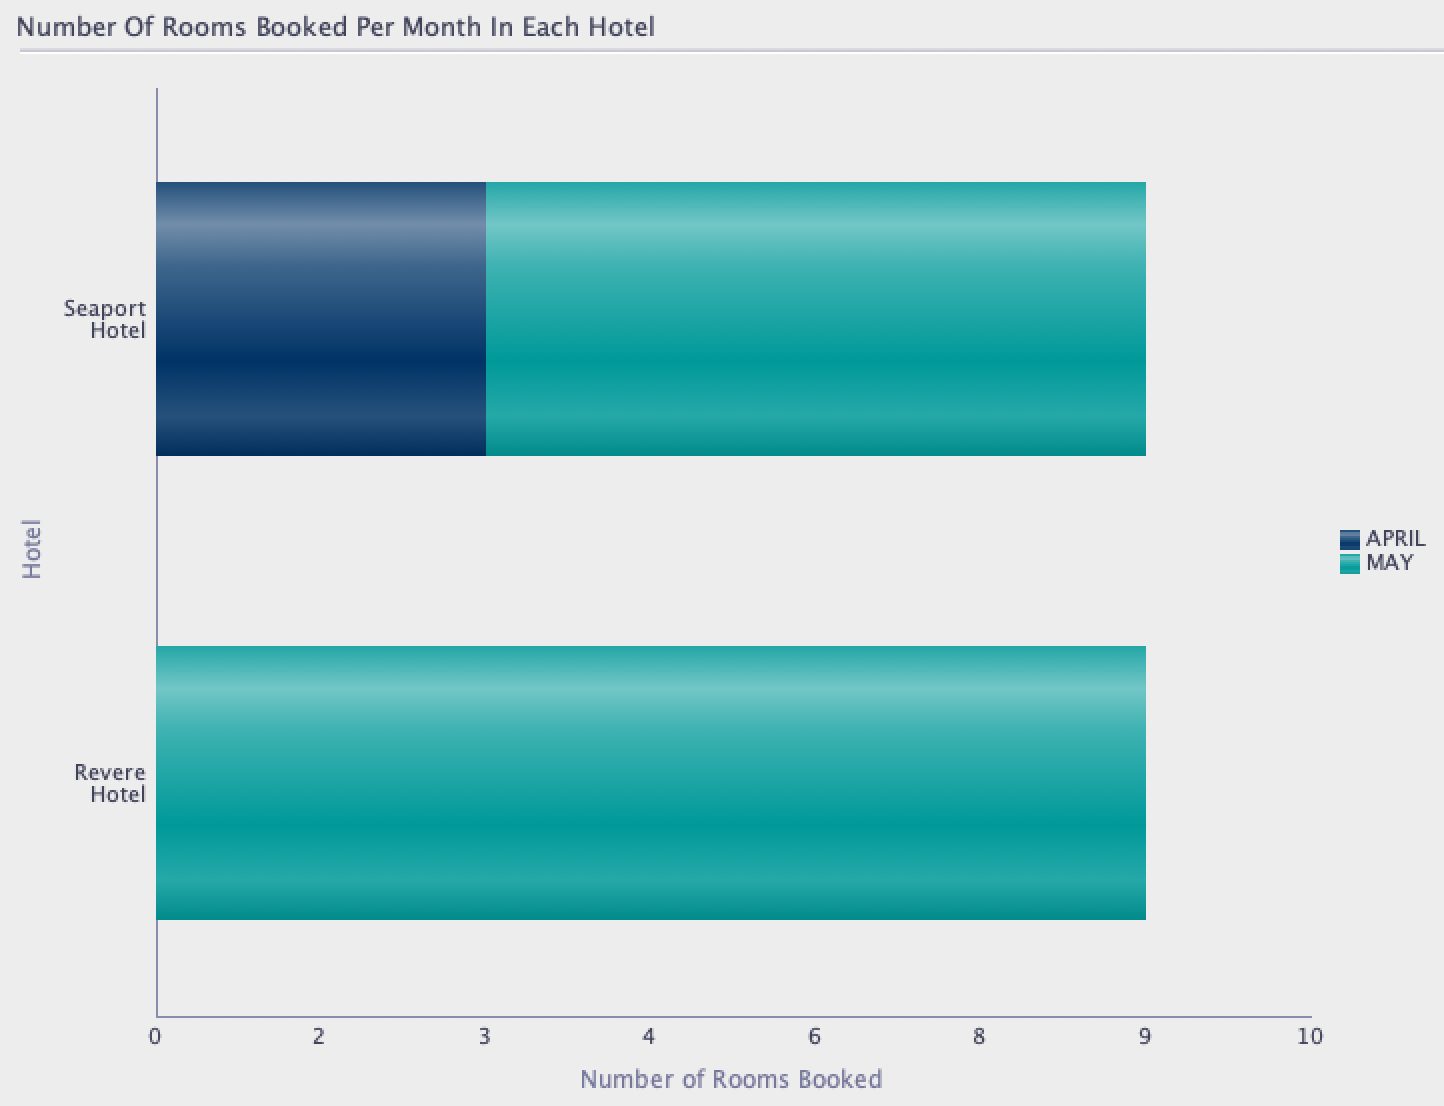 Number Of Rooms Booked Per Month In Each Hotel
Seaport
Hotel
Hotel
APRIL
MAY
Revere
Hotel
0 2 3 4 6 8 9 10
Number of Rooms Booked